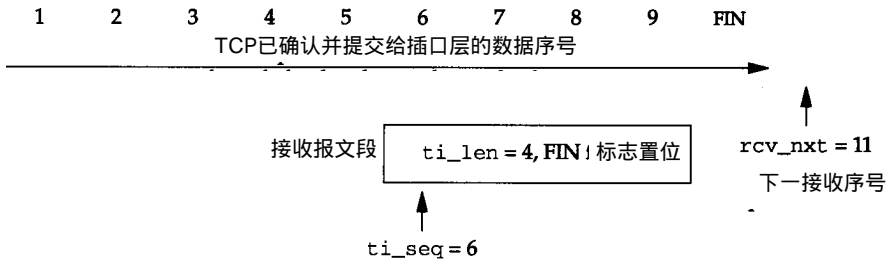 1 2 3 4 5 6 7 8 9 FIN
TCP已确认并提交给插口层的数据序号
接收报文段
ti_len = 4, FIN 标志置位
rcv_nxt = 11
下一接收序号
ti_seq = 6